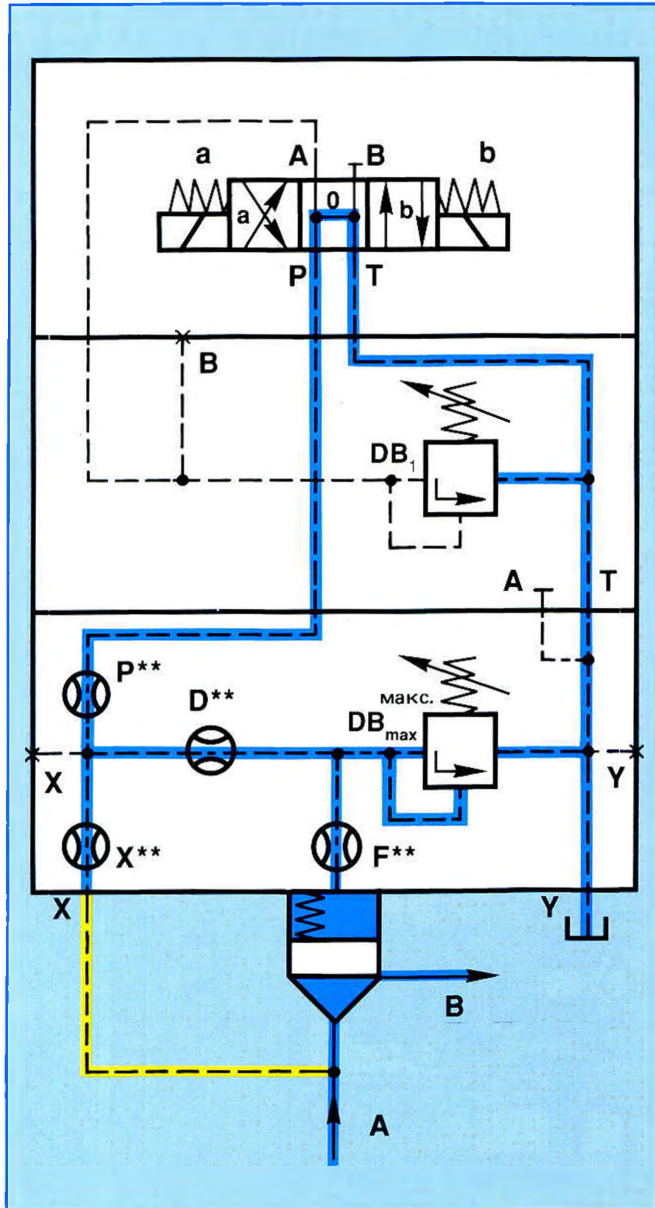 a A B b
a 0 b
P T
B
DB₁
A T
P**
D** макс.
DBmax
X Y
X** F**
X Y
B
A